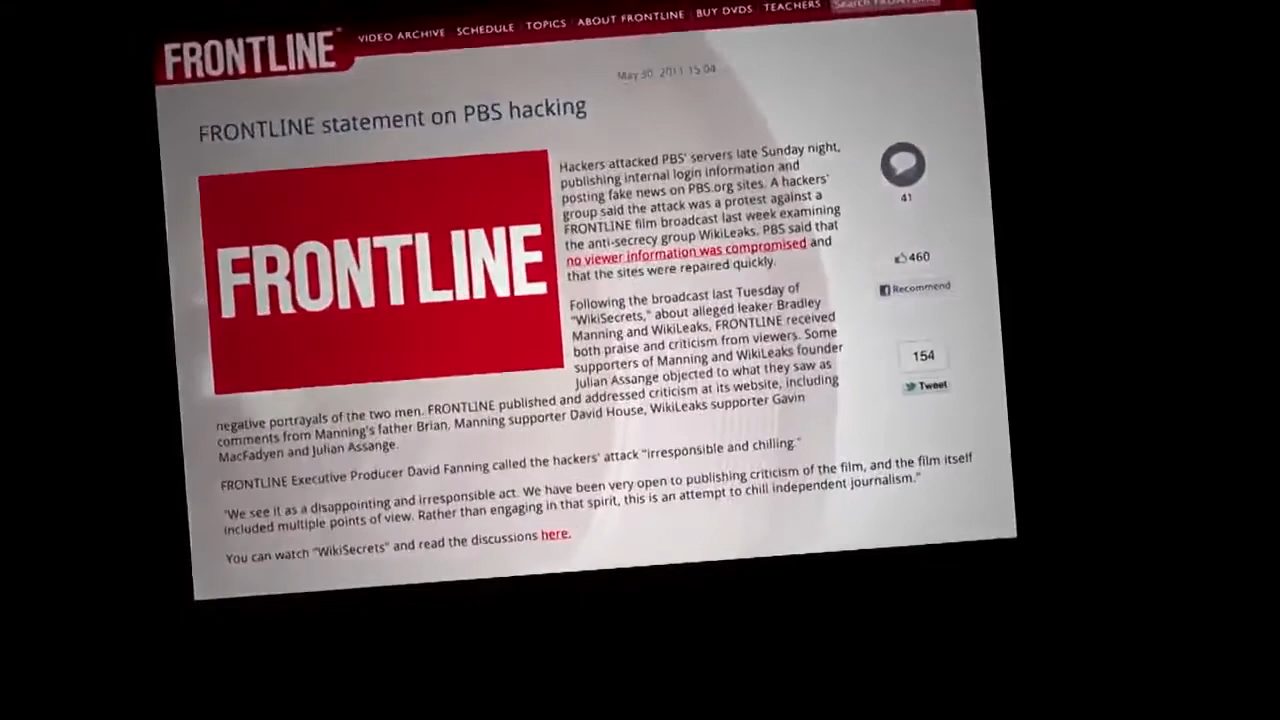 VIDEO ARCHIVE SCHEDULE TOPICS ABOUT FRONTLINE BUY DVDS TEACHERS Search FRONTLINE
FRONTLINE
May 30, 2011 15:04
FRONTLINE statement on PBS hacking
FRONTLINE
Hackers attacked PBS' servers late Sunday night,
publishing internal login information and
posting fake news on PBS.org sites. A hackers'
group said the attack was a protest against a
FRONTLINE film broadcast last week examining
the anti-secrecy group WikiLeaks. PBS said that
no viewer information was compromised and
that the sites were repaired quickly.
Following the broadcast last Tuesday of
"WikiSecrets," about alleged leaker Bradley
Manning and WikiLeaks, FRONTLINE received
both praise and criticism from viewers. Some
supporters of Manning and WikiLeaks founder
Julian Assange objected to what they saw as
negative portrayals of the two men. FRONTLINE published and addressed criticism at its website, including
comments from Manning's father Brian, Manning supporter David House, WikiLeaks supporter Gavin
MacFadyen and Julian Assange.
FRONTLINE Executive Producer David Fanning called the hackers' attack "irresponsible and chilling."
"We see it as a disappointing and irresponsible act. We have been very open to publishing criticism of the film, and the film itself
included multiple points of view. Rather than engaging in that spirit, this is an attempt to chill independent journalism."
You can watch "WikiSecrets" and read the discussions here.
41
460
Recommend
154
Tweet